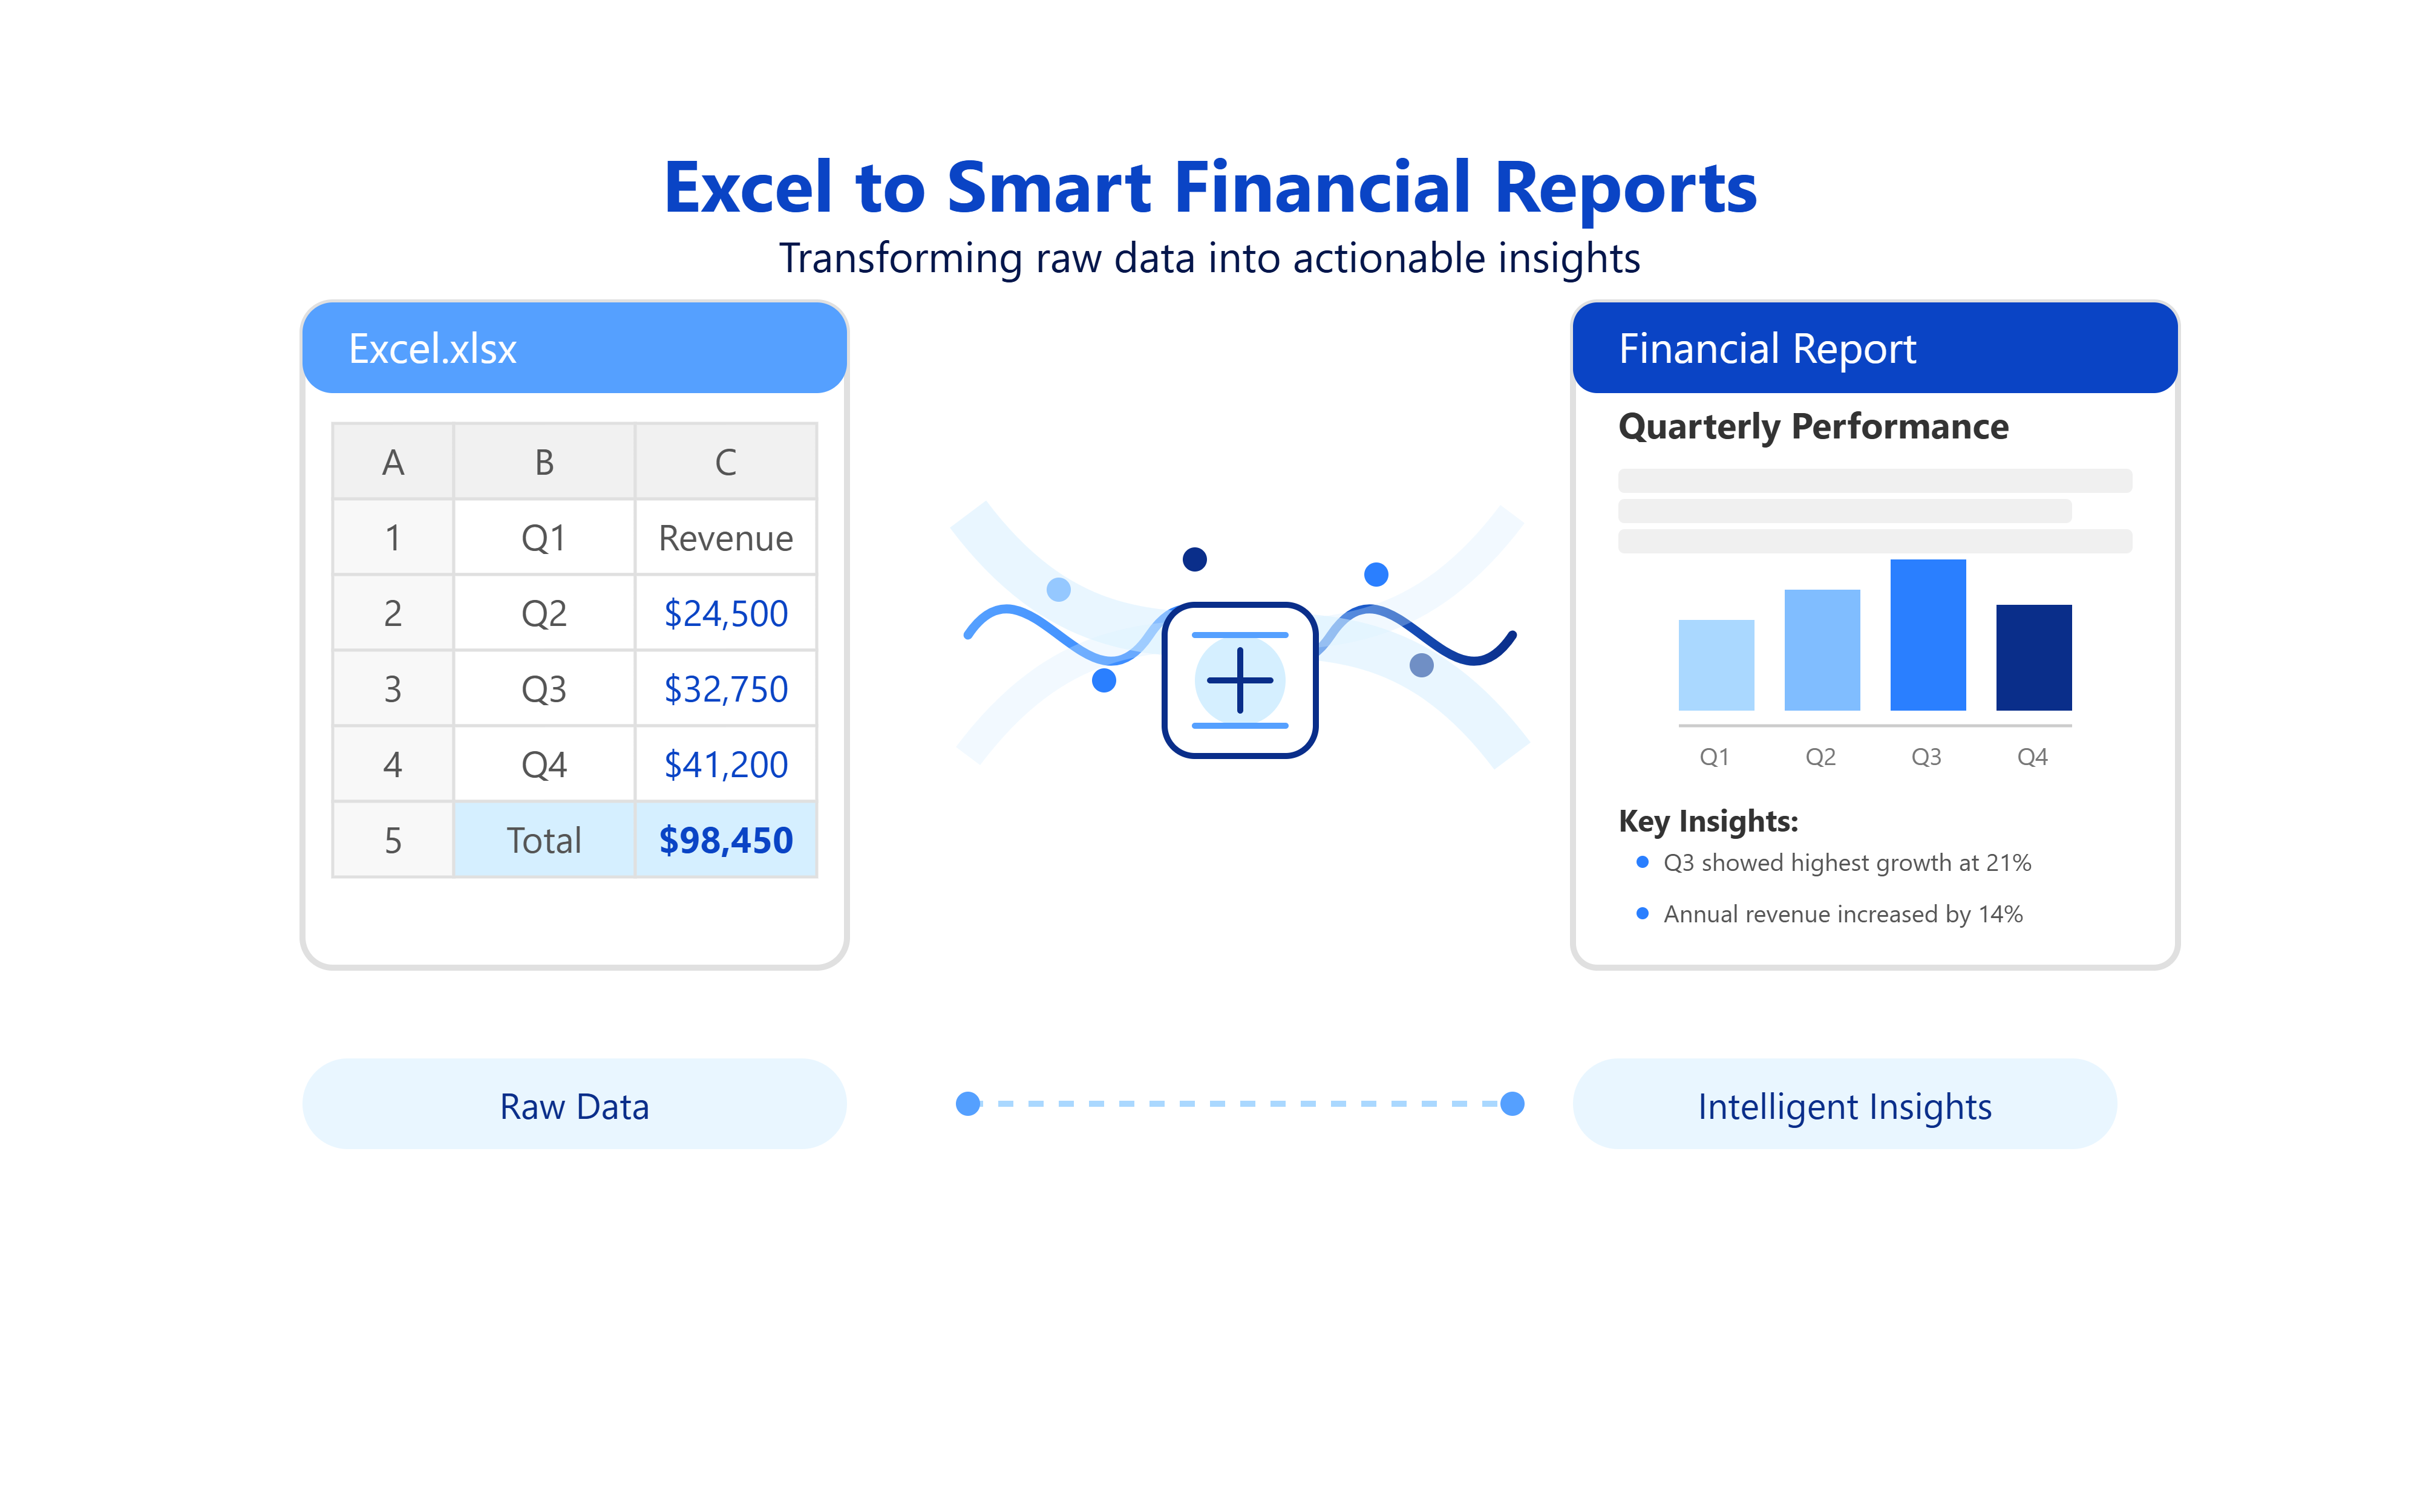 Excel to Smart Financial Reports
Transforming raw data into actionable insights
Excel.xlsx
A B C
1 Q1 Revenue
2 Q2 $24,500
3 Q3 $32,750
4 Q4 $41,200
5 Total $98,450
Financial Report
Quarterly Performance
Q1 Q2 Q3 Q4
Key Insights:
Q3 showed highest growth at 21%
Annual revenue increased by 14%
Raw Data
Intelligent Insights